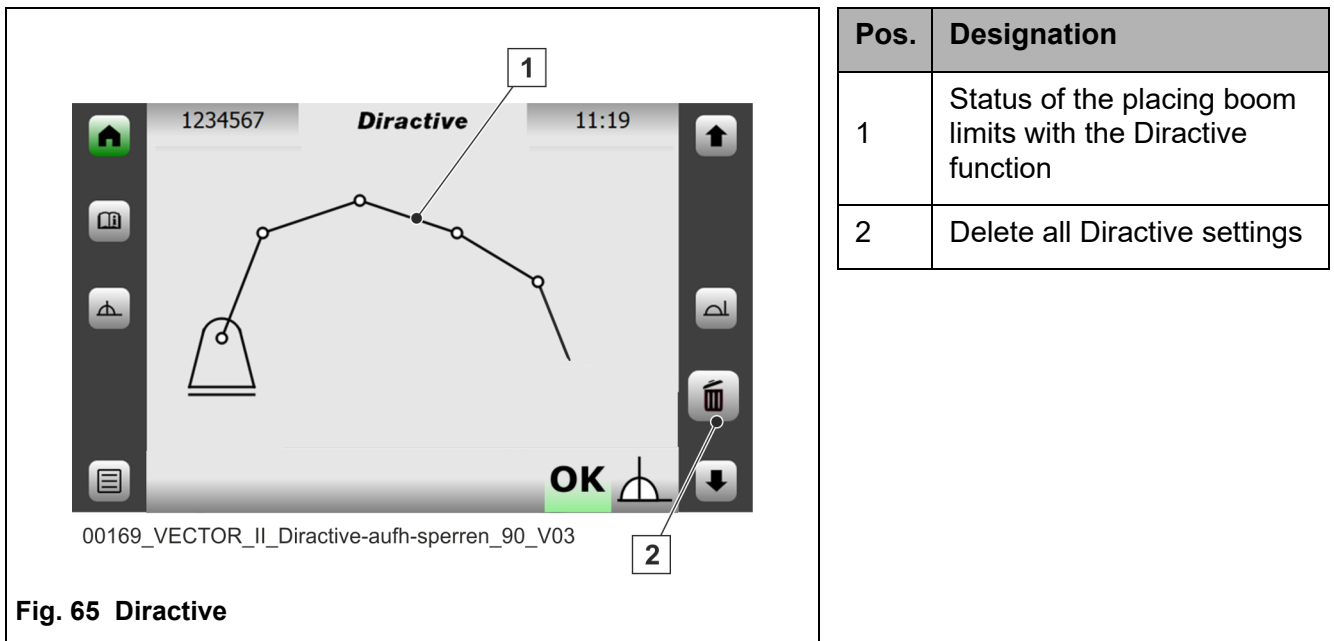 1
1234567
Diractive
11:19
OK
00169_VECTOR_II_Diractive-aufh-sperren_90_V03
2
Fig. 65 Diractive
Pos. Designation
1 Status of the placing boom
limits with the Diractive
function
2 Delete all Diractive settings